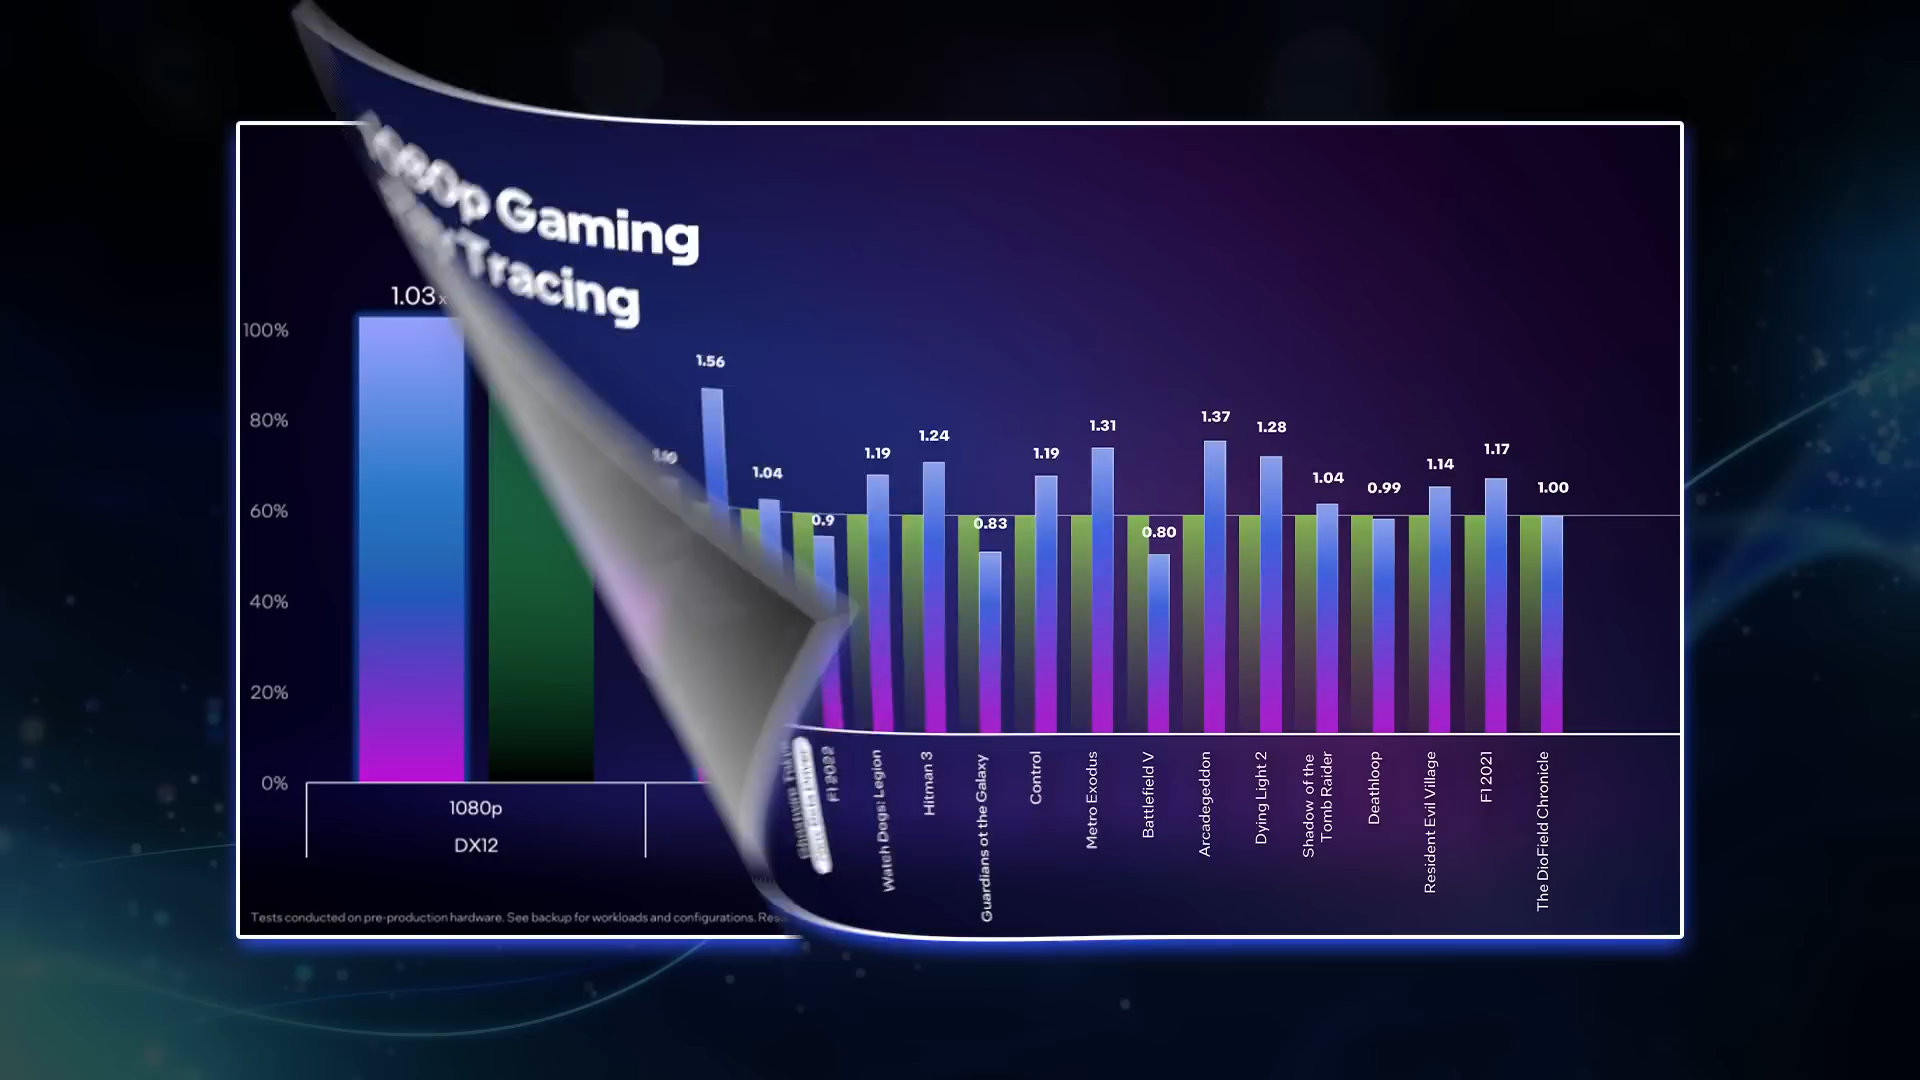 1080p Gaming
Ray Tracing
1.03x
100%
80%
60%
40%
20%
0%
1080p
DX12
Tests conducted on pre-production hardware. See backup for workloads and configurations.
1.56
1.04
0.9
1.19
1.24
0.83
1.19
1.31
0.80
1.37
1.28
1.04
0.99
1.14
1.17
1.00
F1 2022
Watch Dogs: Legion
Hitman 3
Guardians ot the Galaxy
Control
Metro Exodus
Battlefield V
Arcadegeddon
Dying Light 2
Shadow of the
Tomb Raider
Deathloop
Resident Evil Village
F1 2021
The DioField Chronicle